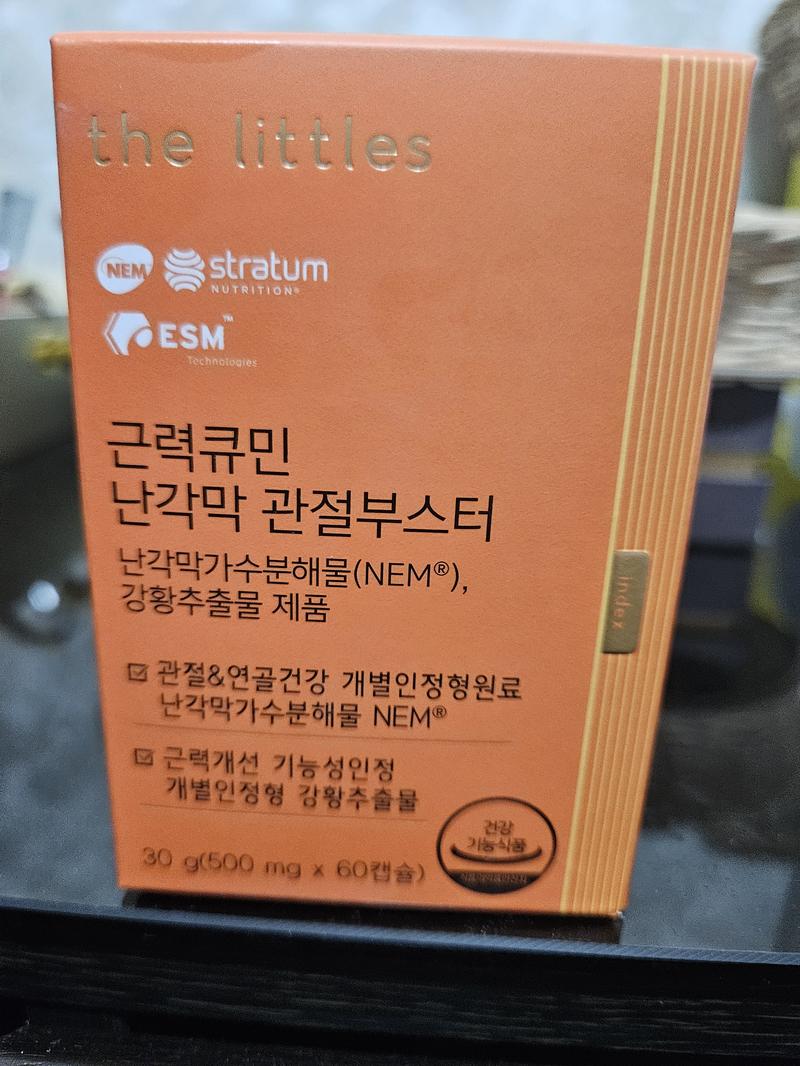 the littles
NEM
stratum
NUTRITION®
ESM™
Technologies
근력큐민
난각막 관절부스터
난각막가수분해물(NEM®),
강황추출물 제품
index
관절&연골건강 개별인정형원료
난각막가수분해물 NEM®
근력개선 기능성인정
개별인정형 강황추출물
건강
기능식품
30 g(500 mg x 60캡슐)